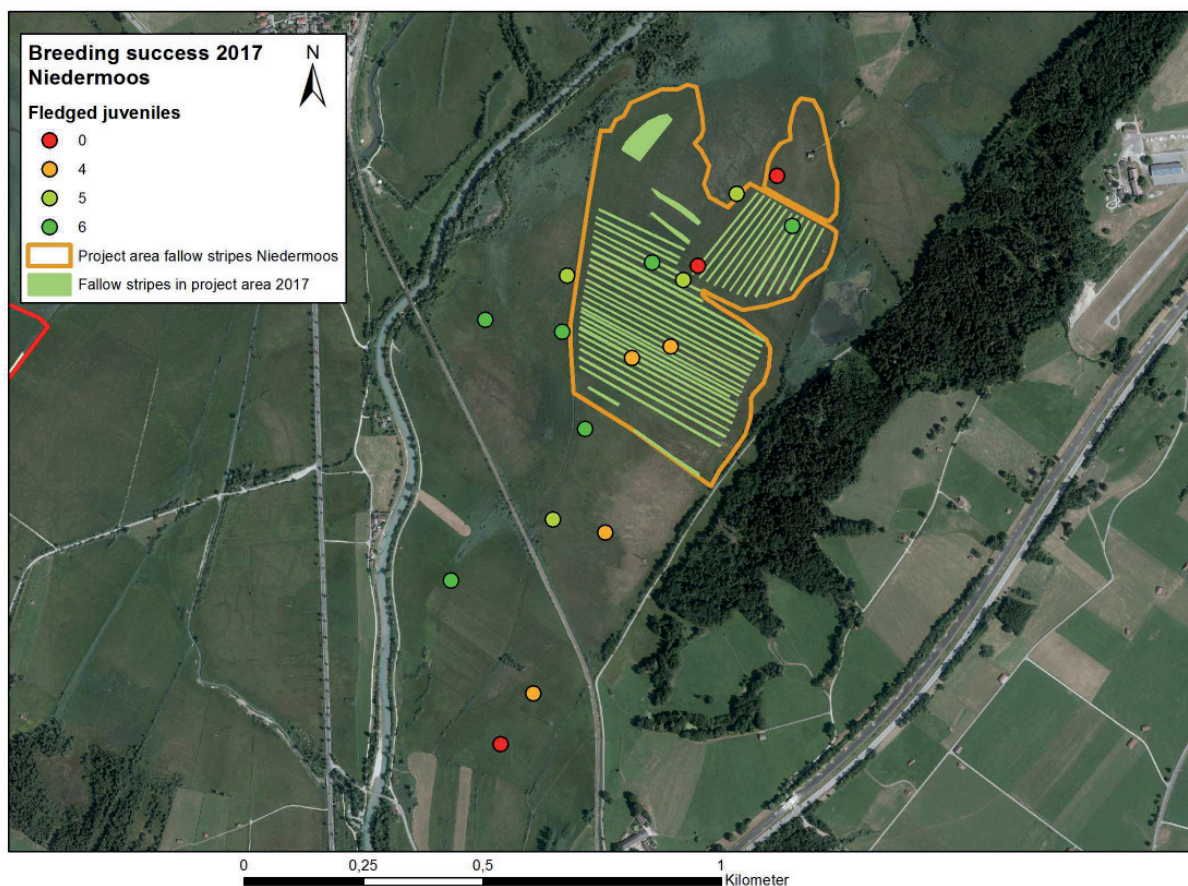 Breeding success 2017
Niedermoos
N
Fledged juveniles
0
4
5
6
Project area fallow stripes Niedermoos
Fallow stripes in project area 2017
0 0,25 0,5 1
Kilometer